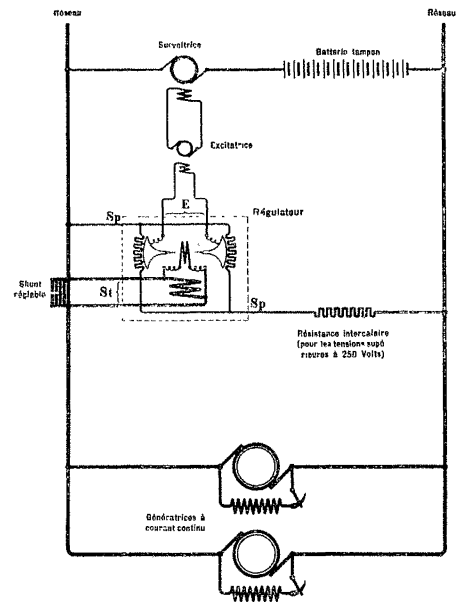 Réseau
Réseau
Survoltrice
Batterie tampon
Excitatrice
E
Sp
Régulateur
Shunt
réglable
St
Sp
Résistance intercalaire
(pour les tensions supé
rieures à 250 Volts)
Génératrices à
courant continu